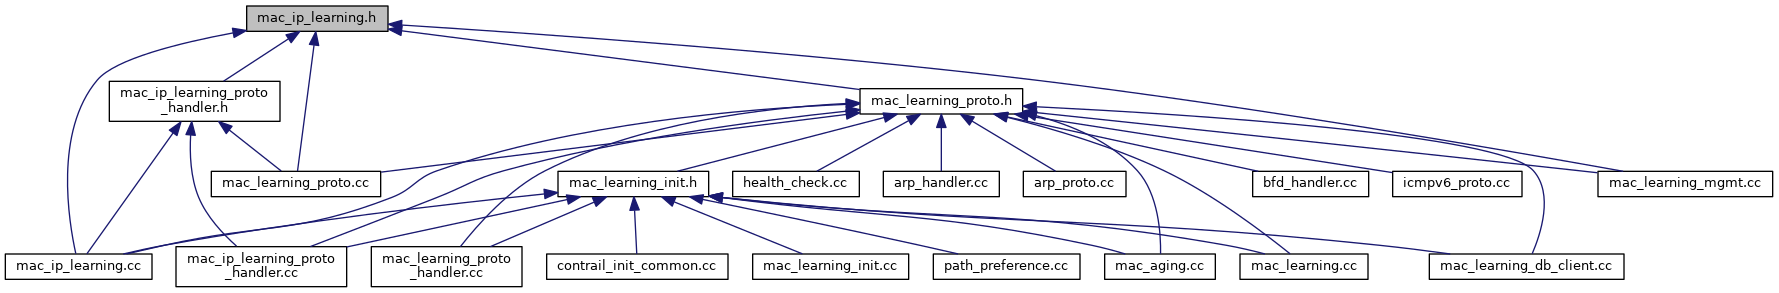 mac_ip_learning.h
mac_ip_learning_proto
_handler.h
mac_learning_proto.h
mac_learning_proto.cc
mac_learning_init.h
health_check.cc
arp_handler.cc
arp_proto.cc
bfd_handler.cc
icmpv6_proto.cc
mac_learning_mgmt.cc
mac_ip_learning.cc
mac_ip_learning_proto
_handler.cc
mac_learning_proto
_handler.cc
contrail_init_common.cc
mac_learning_init.cc
path_preference.cc
mac_aging.cc
mac_learning.cc
mac_learning_db_client.cc